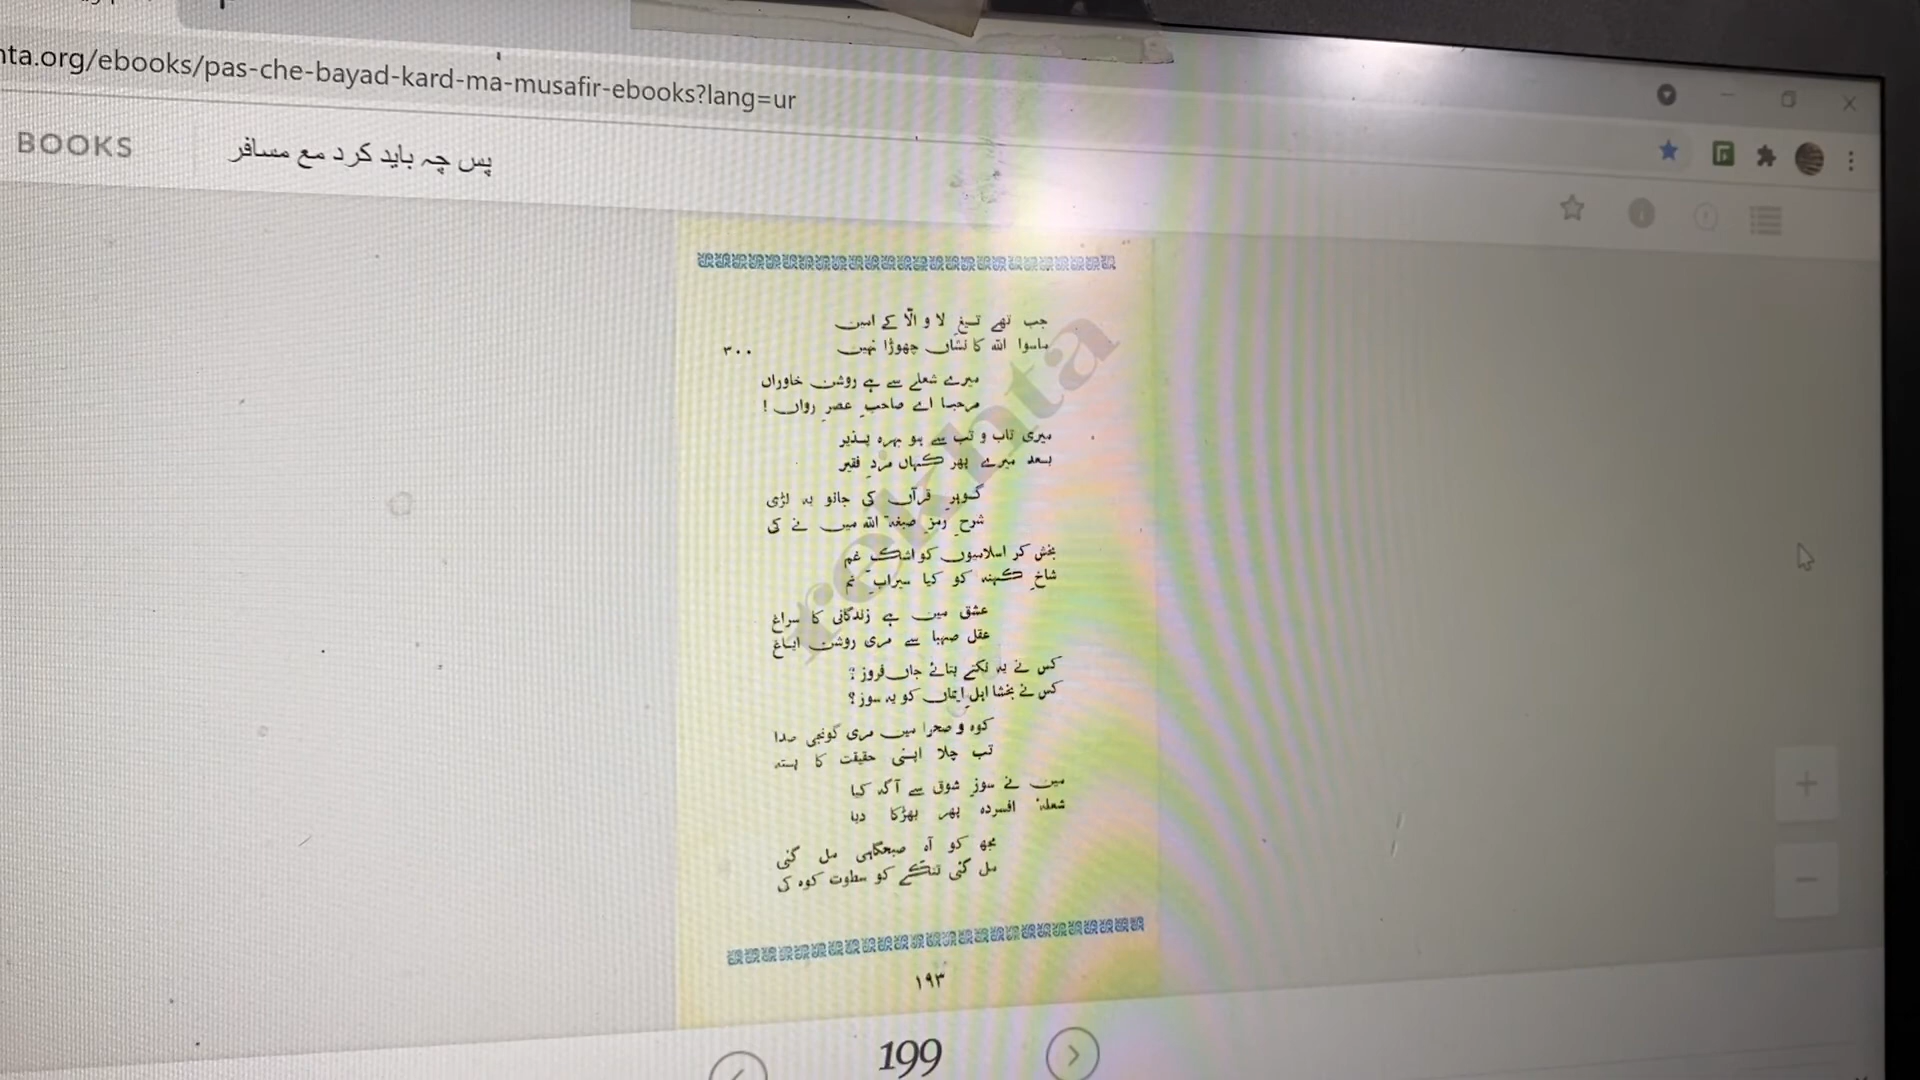 nta.org/ebooks/pas-che-bayad-kard-ma-musafir-ebooks?lang=ur
BOOKS
پس چہ باید کرد مع مسافر
جب تھے تیغِ لا و الّا کے امیں
ماسوا اللہ کا نشاں چھوڑا نہیں
۳۰۰
میرے شعلے سے ہے روشن خاوراں
مرحبا اے صاحبِ عصرِ رواں !
میری تاب و تب سے ہو بہرہ پذیر
بعد میرے پھر کہاں مردِ فقیر
گوہرِ قرآں کی جانو یہ لڑی
شرحِ رمزِ صبغۃ اللہ میں نے کی
بخش کر اسلامیوں کو اشکِ غم
شاخِ کہنہ کو کیا سیرابِ نم
عشق میں ہے زندگانی کا سراغ
عقل صہبا سے مری روشن ایاغ
کس نے یہ نکتے بتائے جاں فروز ؟
کس نے بخشا اہلِ ایماں کو یہ سوز ؟
کوہ و صحرا میں مری گونجی صدا
تب چلا اپنی حقیقت کا پتہ
میں نے سوزِ شوق سے آگہ کیا
شعلۂ افسردہ پھر بھڑکا دیا
مجھ کو آہ صبحگاہی مل گئی
مل گئی تنکے کو سطوت کوہ کی
rekhta
۱۹۳
199